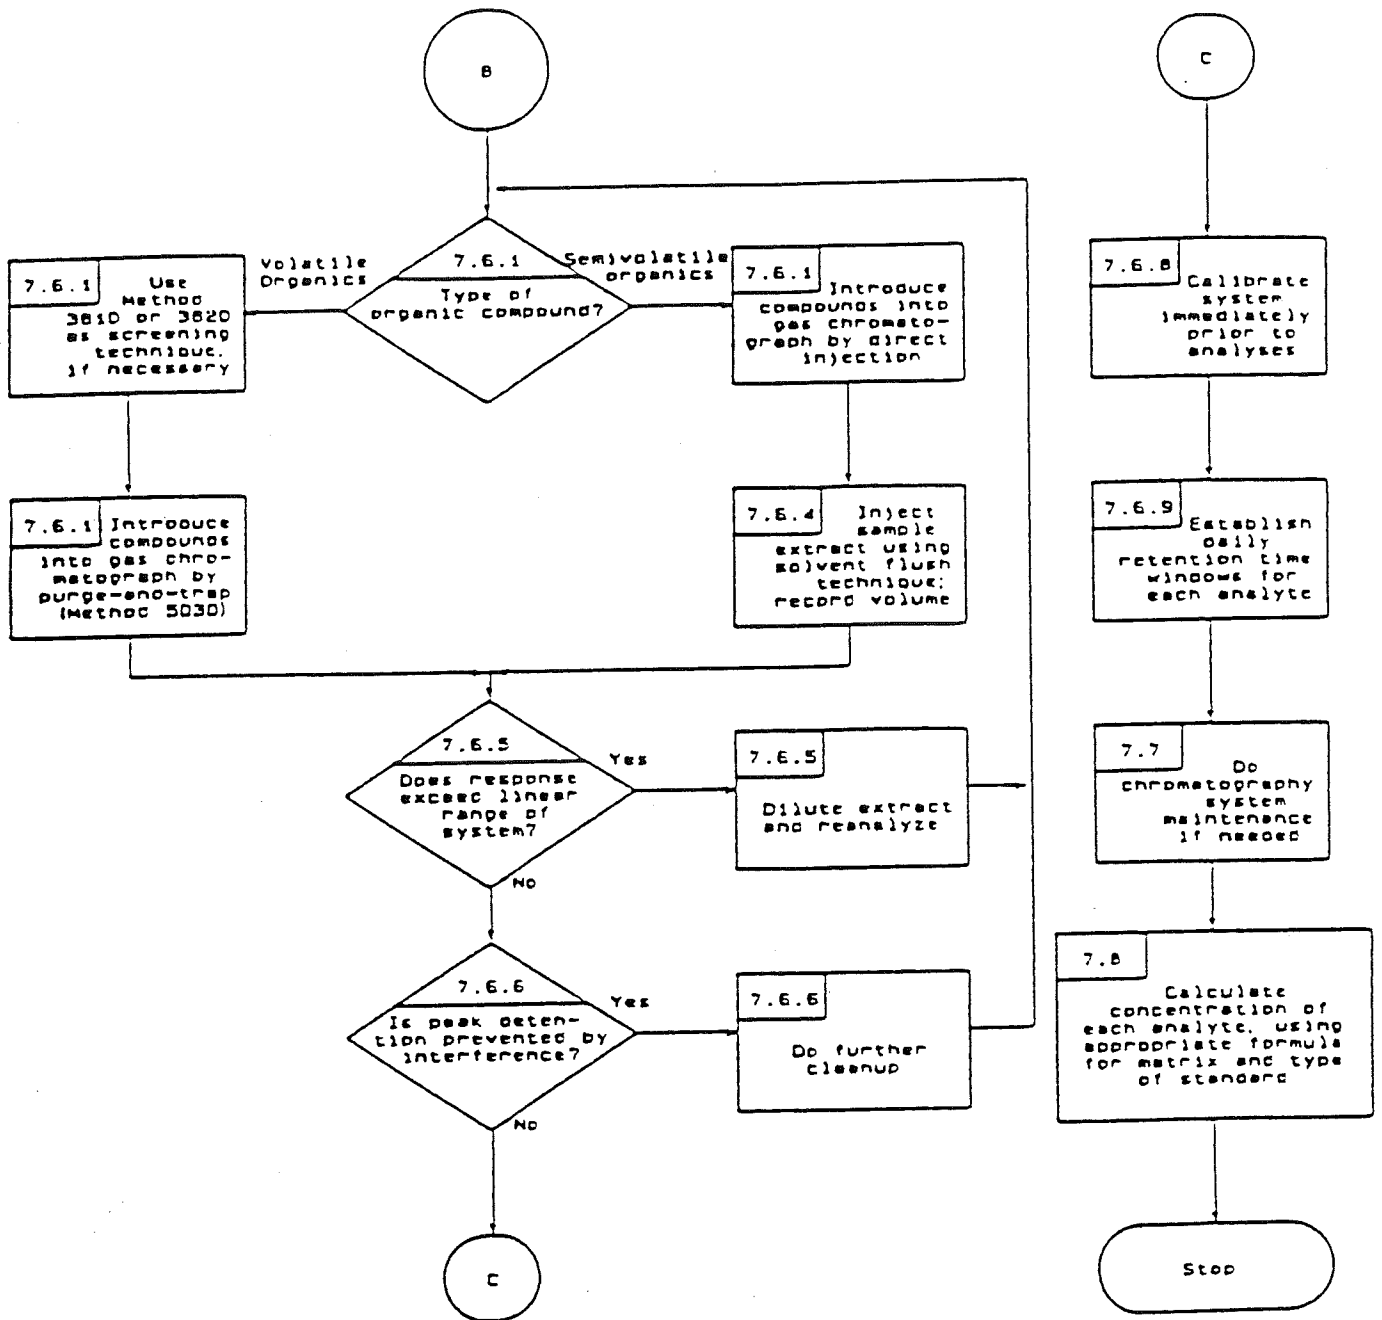 B
7.6.1
Type of
organic compound?
Volatile
Organics
Semivolatile
organics
7.6.1 Use
Method
3810 or 3820
as screening
technique,
if necessary
7.6.1
Introduce
compounds into
gas chromato-
graph by direct
injection
7.6.1 Introduce
compounds
into gas chro-
matograph by
purge-and-trap
(Method 5030)
7.6.4 Inject
sample
extract using
solvent flush
technique;
record volume
7.6.5
Does response
exceed linear
range of
system?
Yes
No
7.6.5
Dilute extract
and reanalyze
7.6.6
Is peak deten-
tion prevented by
interference?
Yes
No
7.6.6
Do further
cleanup
C
C
7.6.8
Calibrate
system
immediately
prior to
analyses
7.6.9
Establish
daily
retention time
windows for
each analyte
7.7
Do
chromatography
system
maintenance
if needed
7.8
Calculate
concentration of
each analyte, using
appropriate formula
for matrix and type
of standard
Stop